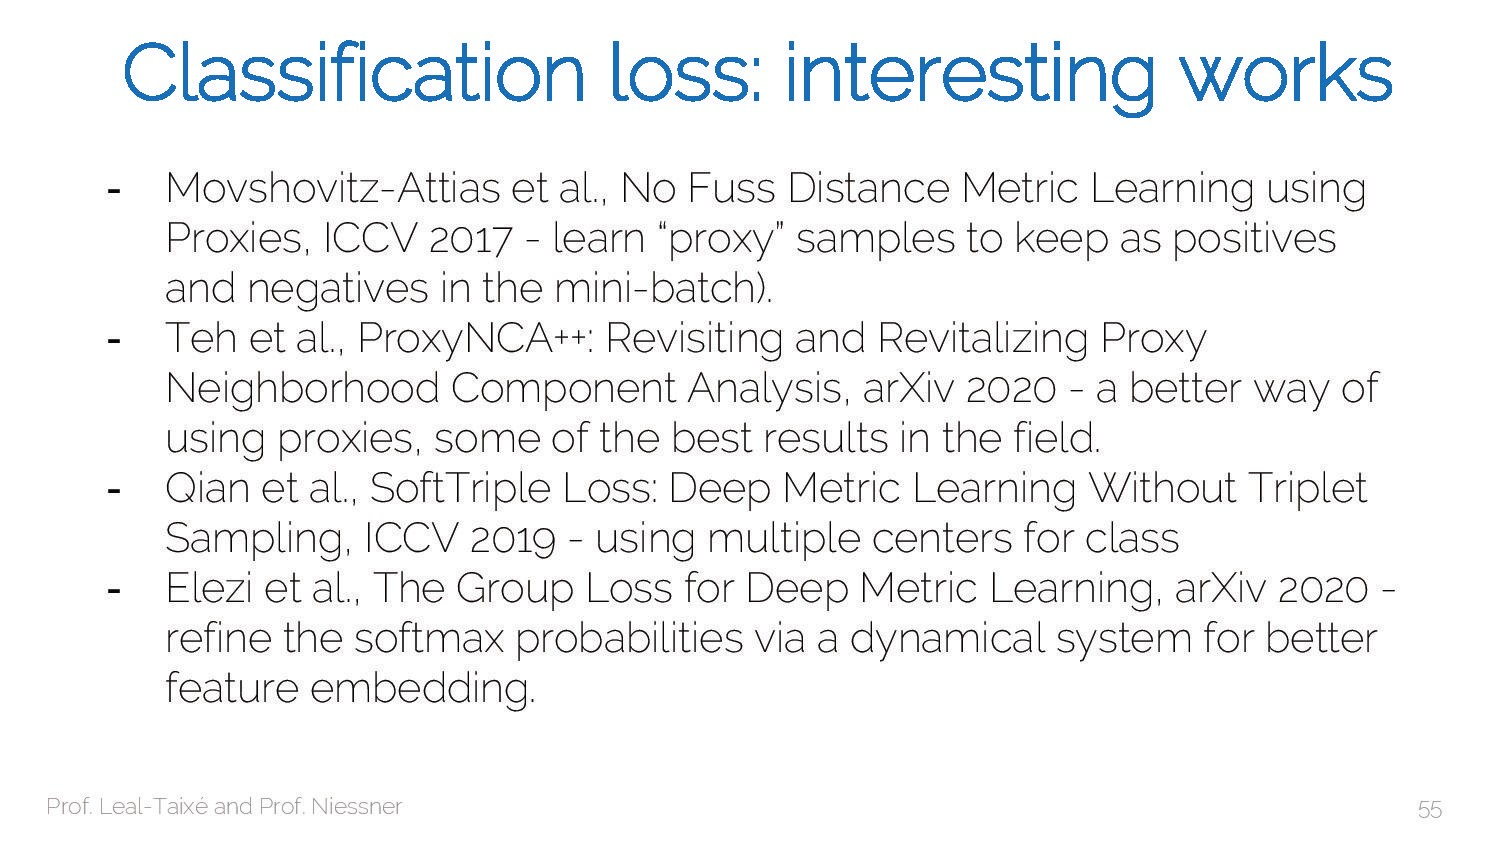 Classification loss: interesting works
- Movshovitz-Attias et al., No Fuss Distance Metric Learning using
Proxies, ICCV 2017 - learn “proxy” samples to keep as positives
and negatives in the mini-batch).
- Teh et al., ProxyNCA++: Revisiting and Revitalizing Proxy
Neighborhood Component Analysis, arXiv 2020 - a better way of
using proxies, some of the best results in the field.
- Qian et al., SoftTriple Loss: Deep Metric Learning Without Triplet
Sampling, ICCV 2019 - using multiple centers for class
- Elezi et al., The Group Loss for Deep Metric Learning, arXiv 2020 -
refine the softmax probabilities via a dynamical system for better
feature embedding.
Prof. Leal-Taixé and Prof. Niessner
55